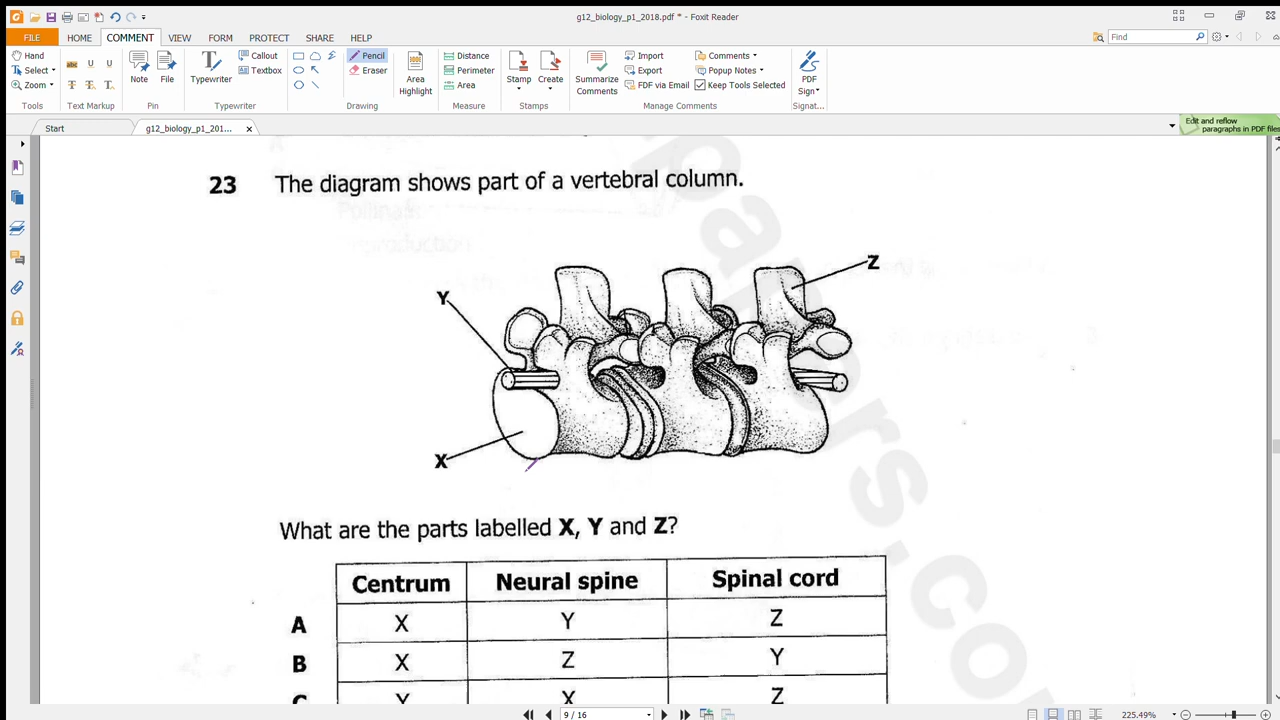 g12_biology_p1_2018.pdf * - Foxit Reader
FILE HOME COMMENT VIEW FORM PROTECT SHARE HELP
Find
Hand
Select
Zoom
Tools
Text Markup
Note
File
Pin
Typewriter
Callout
Textbox
Typewriter
Pencil
Eraser
Drawing
Area Highlight
Distance
Perimeter
Area
Measure
Stamp
Create
Stamps
Summarize Comments
Import
Export
FDF via Email
Comments
Popup Notes
Keep Tools Selected
Manage Comments
PDF Sign
Signat...
Start
g12_biology_p1_201...
Edit and reflow
paragraphs in PDF files
23 The diagram shows part of a vertebral column.
Z
Y
X
What are the parts labelled X, Y and Z?
Centrum Neural spine Spinal cord
A X Y Z
B X Z Y
C Y X Z
papers.com
9 / 16
225.49%